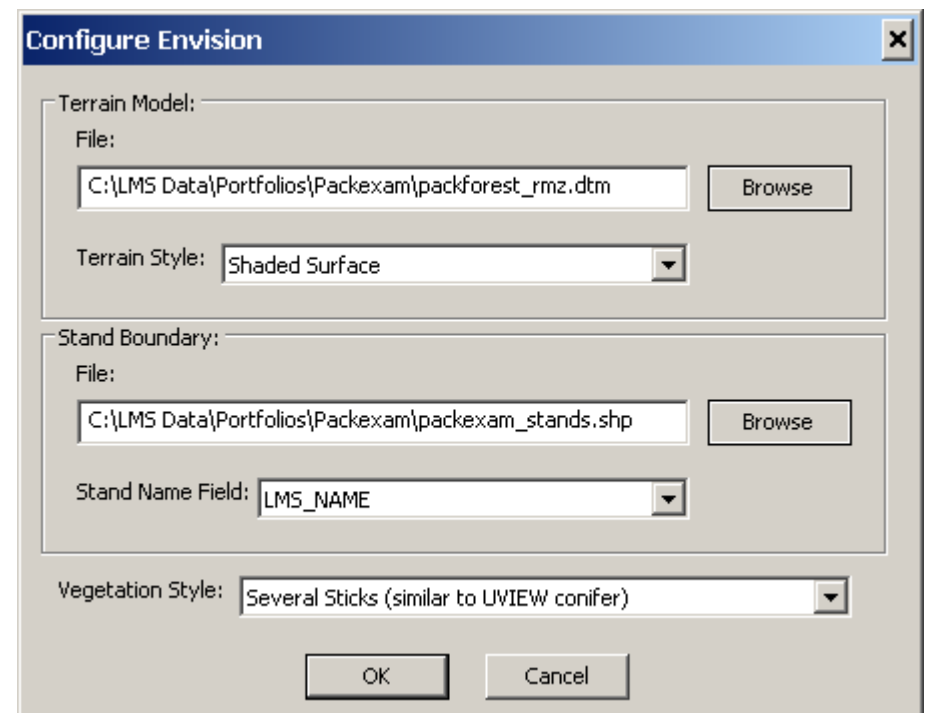 Configure Envision
Terrain Model:
File:
C:\LMS Data\Portfolios\Packexam\packforest_rmz.dtm
Browse
Terrain Style: Shaded Surface
Stand Boundary:
File:
C:\LMS Data\Portfolios\Packexam\packexam_stands.shp
Browse
Stand Name Field: LMS_NAME
Vegetation Style: Several Sticks (similar to UVIEW conifer)
OK Cancel